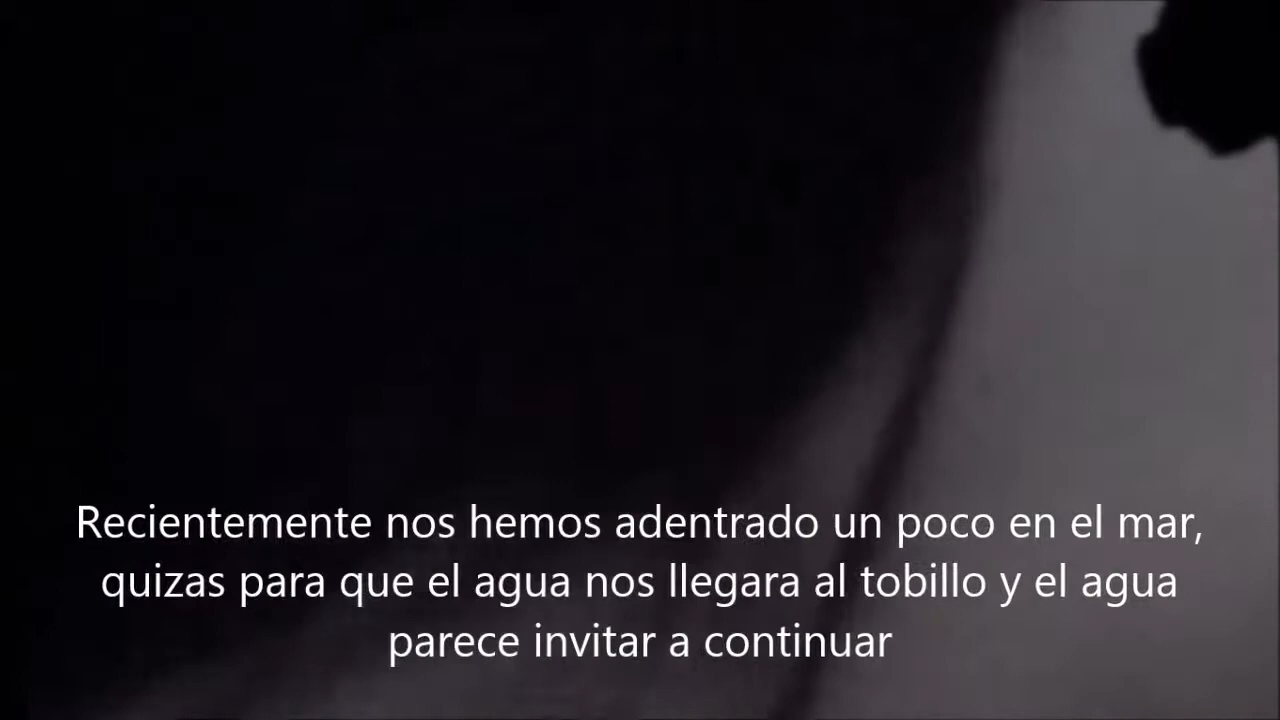 Recientemente nos hemos adentrado un poco en el mar,
quizas para que el agua nos llegara al tobillo y el agua
parece invitar a continuar